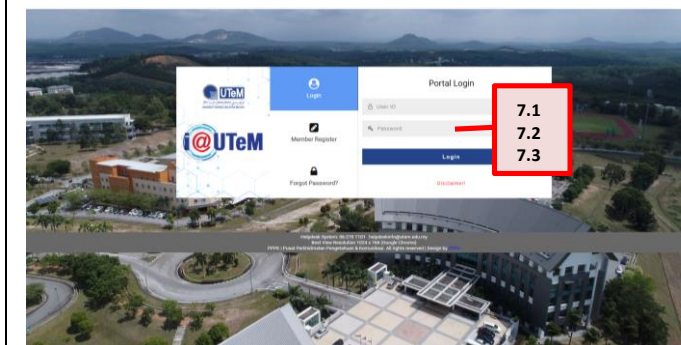 UTeM
i@UTeM
Login
Member Register
Forgot Password?
Portal Login
User ID
Password
Login
Disclaimer!
7.1
7.2
7.3
Best View Resolution 1024 x 768 (Google Chrome)